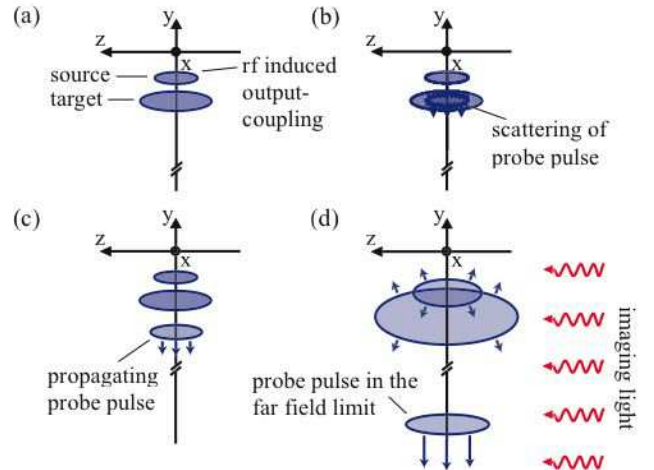 (a)
y
z
x
source
target
rf induced
output-
coupling
(b)
y
z
x
scattering of
probe pulse
(c)
y
z
x
propagating
probe pulse
(d)
y
z
x
probe pulse in the
far field limit
imaging light